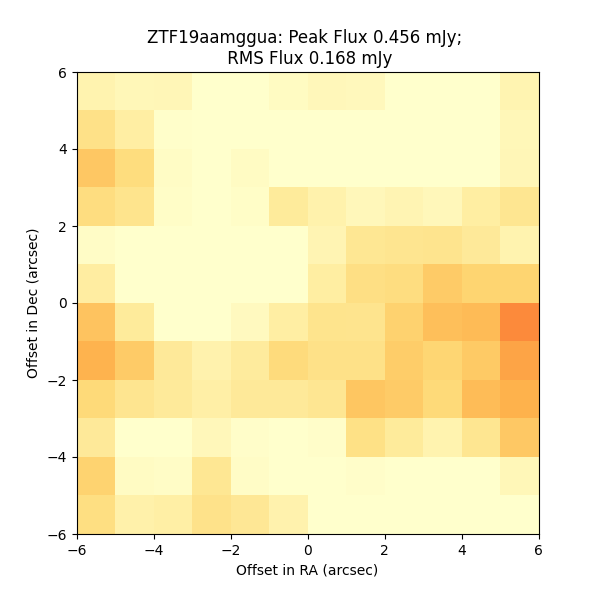 ZTF19aamggua: Peak Flux 0.456 mJy;
RMS Flux 0.168 mJy
6
4
2
0
−2
−4
−6
Offset in Dec (arcsec)
−6 −4 −2 0 2 4 6
Offset in RA (arcsec)